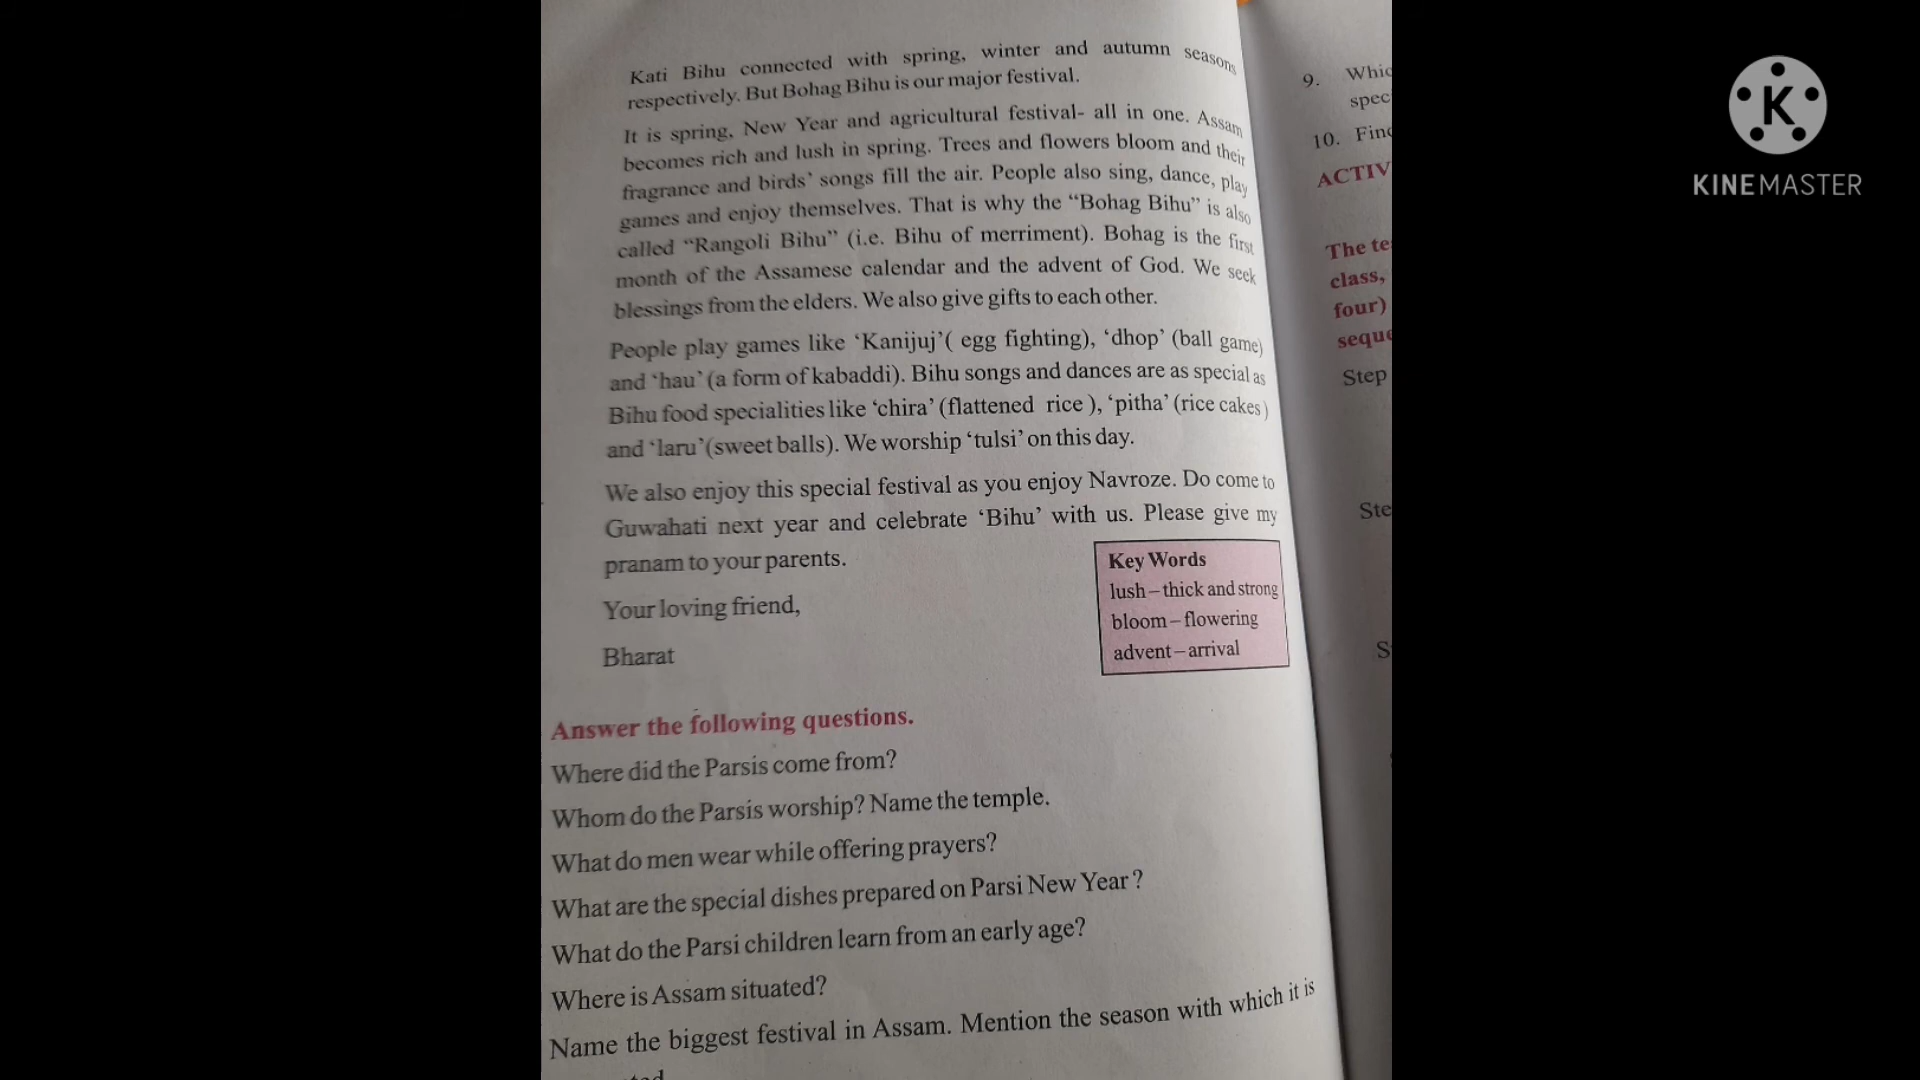 Kati Bihu connected with spring, winter and autumn seasons
respectively. But Bohag Bihu is our major festival.
It is spring, New Year and agricultural festival- all in one. Assam
becomes rich and lush in spring. Trees and flowers bloom and their
fragrance and birds' songs fill the air. People also sing, dance, play
games and enjoy themselves. That is why the "Bohag Bihu" is also
called "Rangoli Bihu" (i.e. Bihu of merriment). Bohag is the first
month of the Assamese calendar and the advent of God. We seek
blessings from the elders. We also give gifts to each other.
People play games like 'Kanijuj'( egg fighting), 'dhop' (ball game)
and 'hau' (a form of kabaddi). Bihu songs and dances are as special as
Bihu food specialities like 'chira' (flattened rice ), 'pitha' (rice cakes)
and 'laru'(sweet balls). We worship 'tulsi' on this day.
We also enjoy this special festival as you enjoy Navroze. Do come to
Guwahati next year and celebrate 'Bihu' with us. Please give my
pranam to your parents.
Your loving friend,
Bharat
Key Words
lush – thick and strong
bloom – flowering
advent – arrival
Answer the following questions.
Where did the Parsis come from?
Whom do the Parsis worship? Name the temple.
What do men wear while offering prayers?
What are the special dishes prepared on Parsi New Year?
What do the Parsi children learn from an early age?
Where is Assam situated?
Name the biggest festival in Assam. Mention the season with which it is
9.
10.
The
class,
four)
Step
K
KINEMASTER